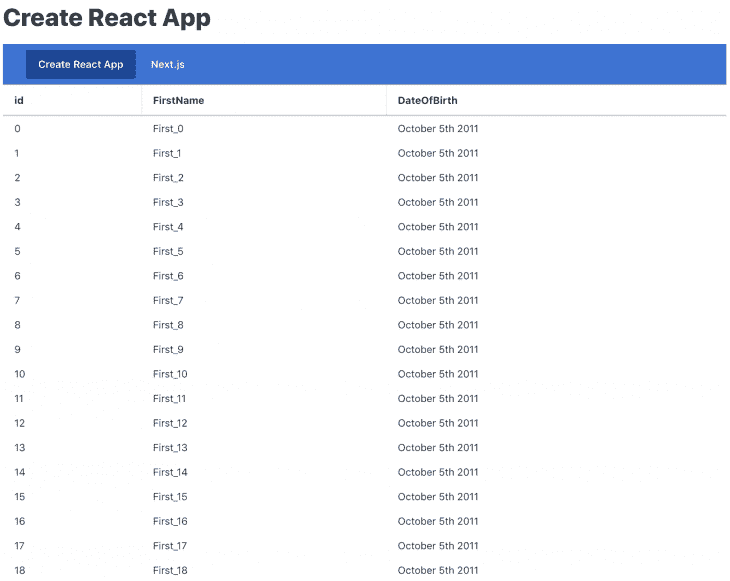 Create React App
Create React App Next.js
id FirstName DateOfBirth
0 First_0 October 5th 2011
1 First_1 October 5th 2011
2 First_2 October 5th 2011
3 First_3 October 5th 2011
4 First_4 October 5th 2011
5 First_5 October 5th 2011
6 First_6 October 5th 2011
7 First_7 October 5th 2011
8 First_8 October 5th 2011
9 First_9 October 5th 2011
10 First_10 October 5th 2011
11 First_11 October 5th 2011
12 First_12 October 5th 2011
13 First_13 October 5th 2011
14 First_14 October 5th 2011
15 First_15 October 5th 2011
16 First_16 October 5th 2011
17 First_17 October 5th 2011
18 First_18 October 5th 2011